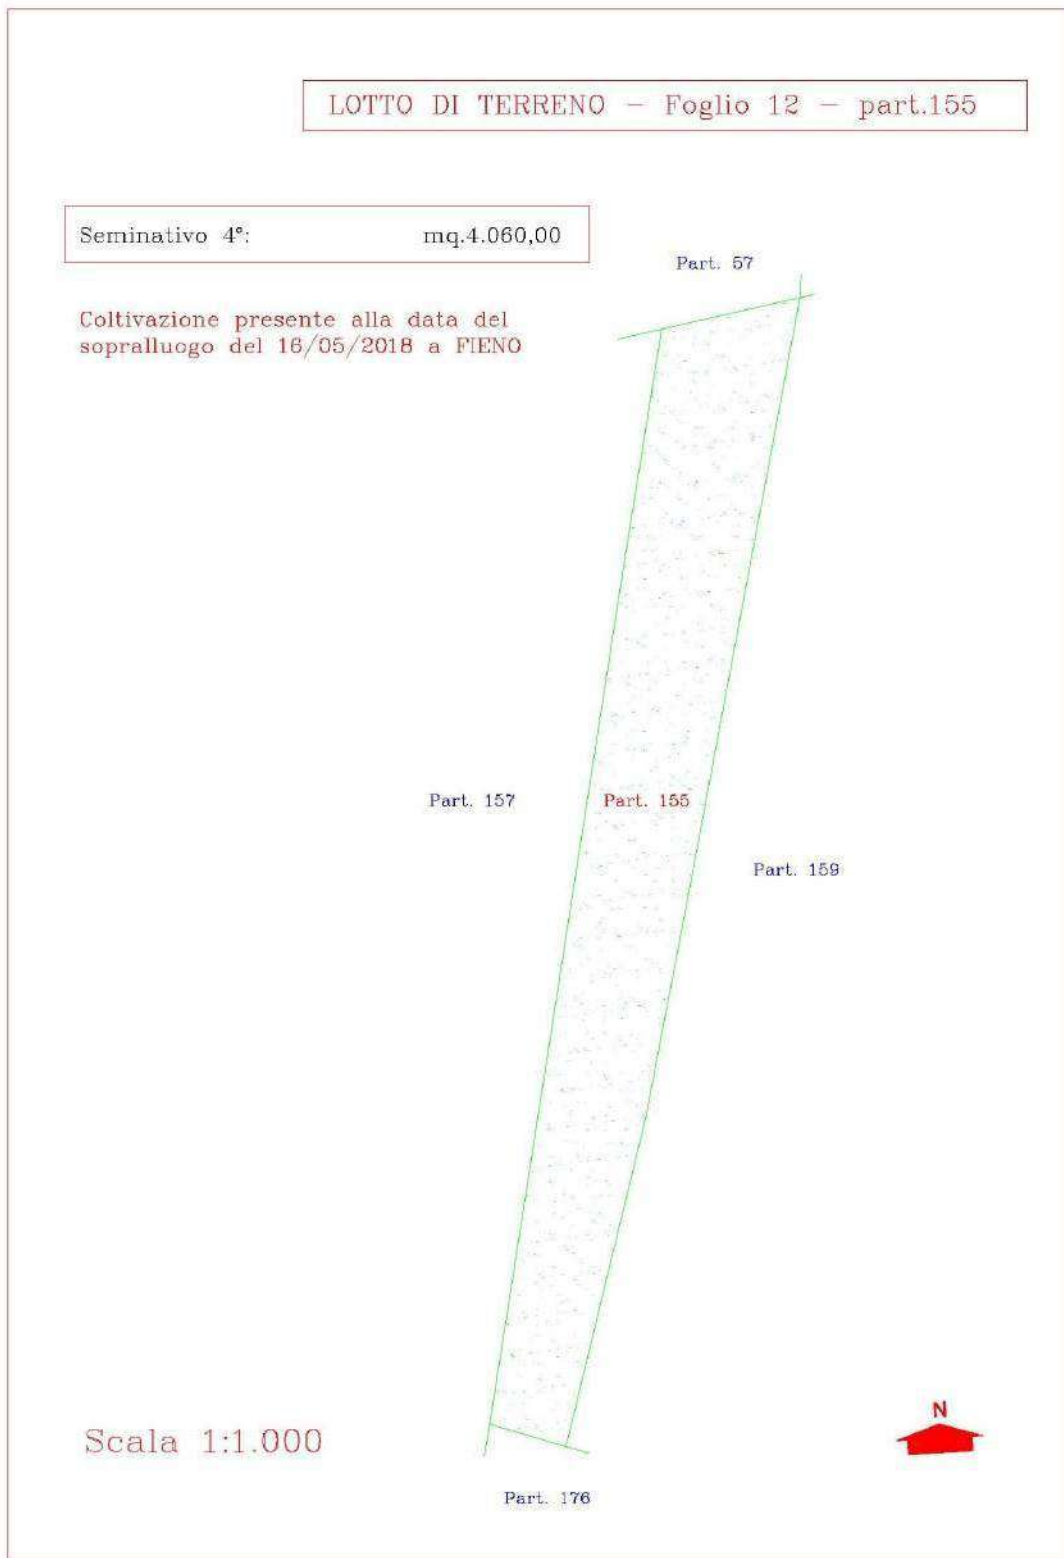 LOTTO DI TERRENO - Foglio 12 - part.155
Seminativo 4°: mq.4.060,00
Part. 57
Coltivazione presente alla data del
sopralluogo del 16/05/2018 a FIENO
Part. 157
Part. 155
Part. 159
N
Scala 1:1.000
Part. 176